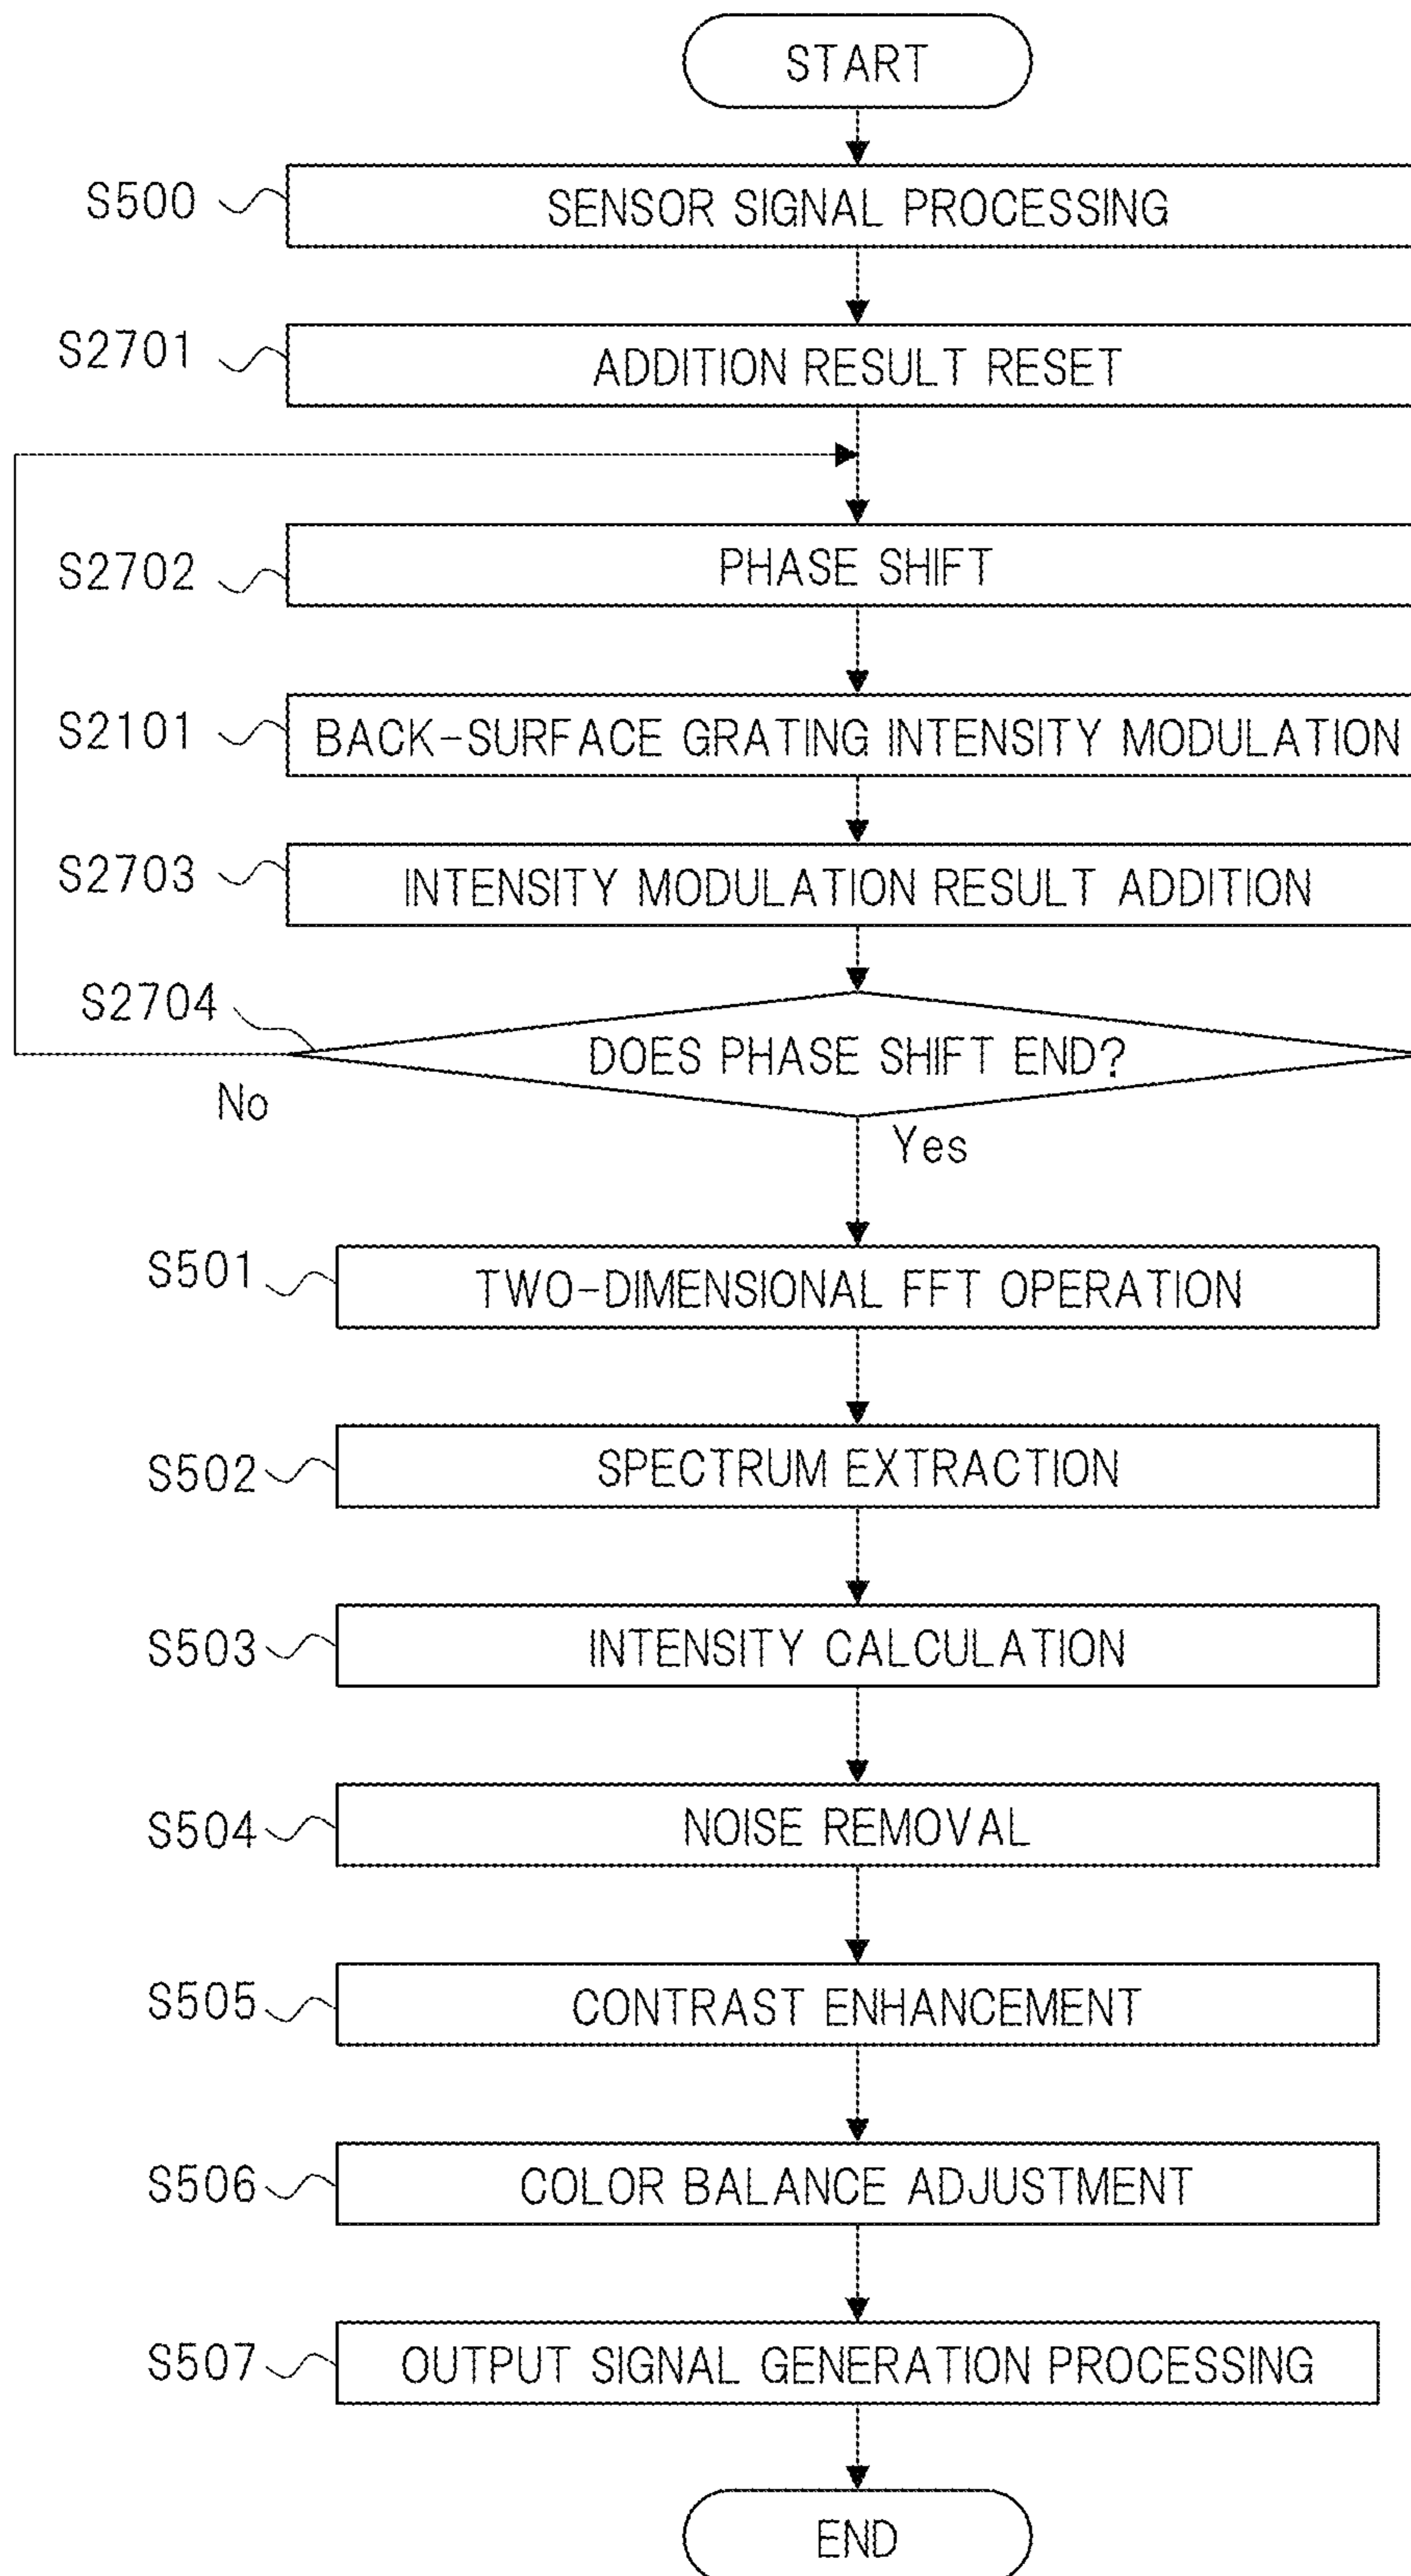 START
S500 SENSOR SIGNAL PROCESSING
S2701 ADDITION RESULT RESET
S2702 PHASE SHIFT
S2101 BACK-SURFACE GRATING INTENSITY MODULATION
S2703 INTENSITY MODULATION RESULT ADDITION
S2704 DOES PHASE SHIFT END?
No
Yes
S501 TWO-DIMENSIONAL FFT OPERATION
S502 SPECTRUM EXTRACTION
S503 INTENSITY CALCULATION
S504 NOISE REMOVAL
S505 CONTRAST ENHANCEMENT
S506 COLOR BALANCE ADJUSTMENT
S507 OUTPUT SIGNAL GENERATION PROCESSING
END